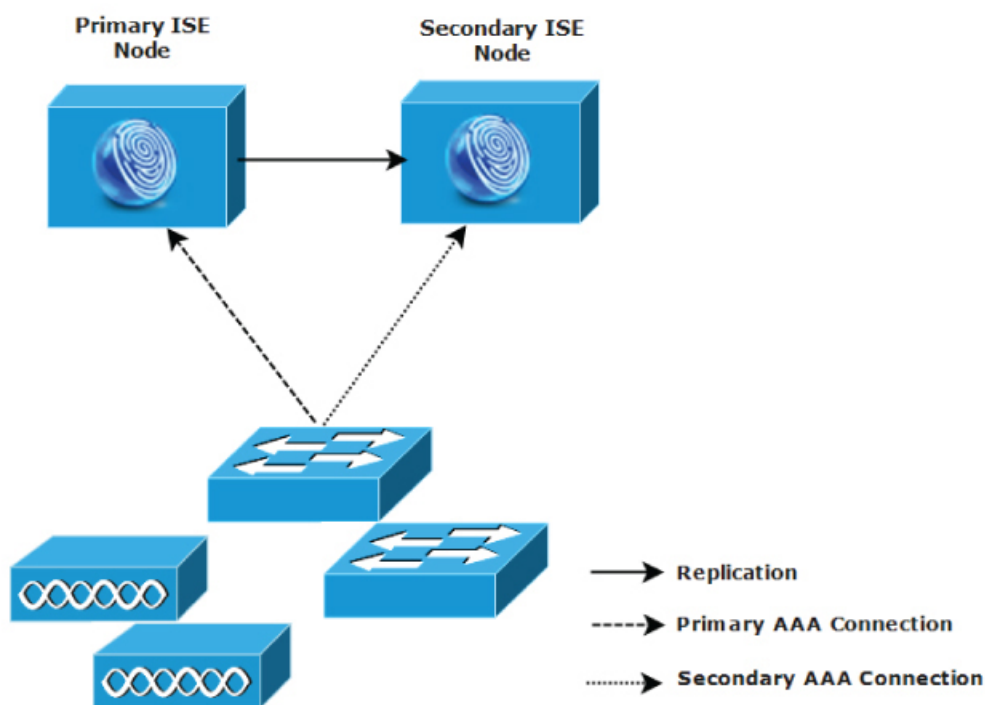 Primary ISE
Node
Secondary ISE
Node
Replication
Primary AAA Connection
Secondary AAA Connection